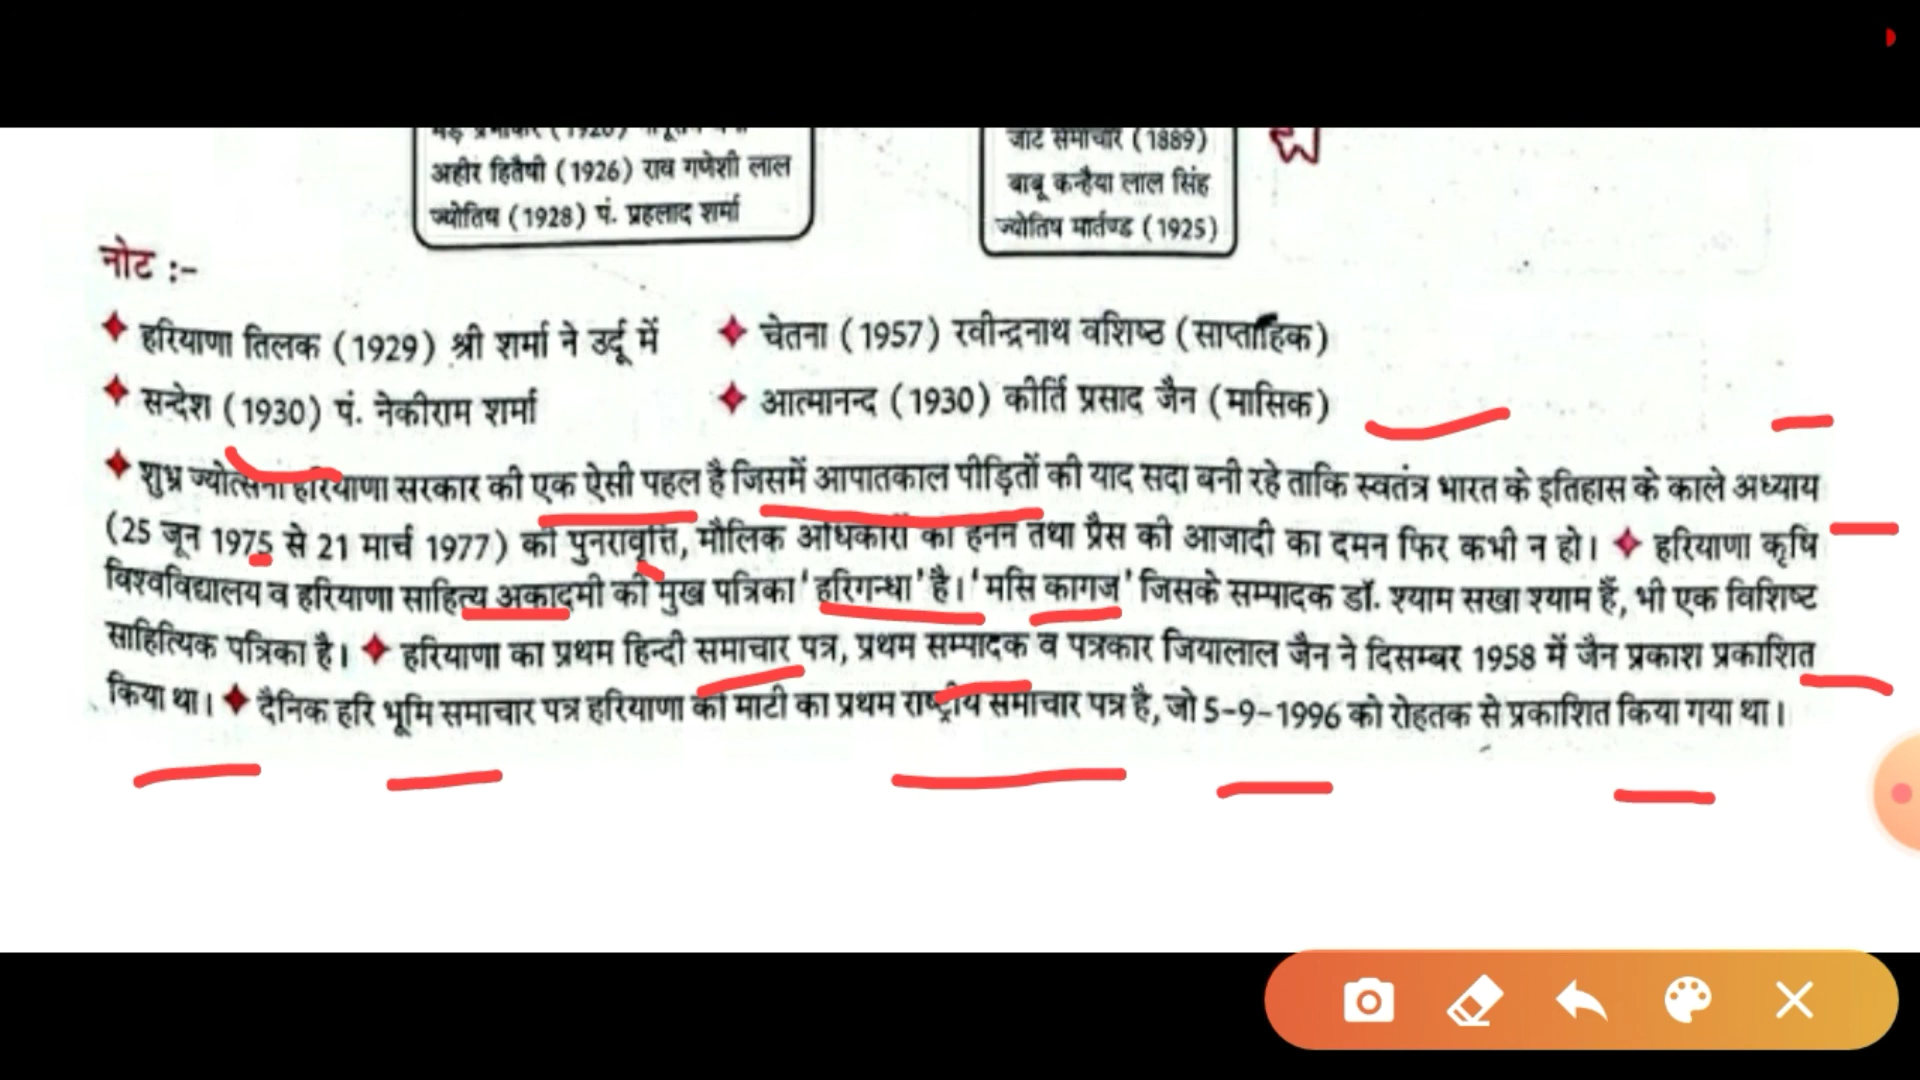 अहीर हितैषी (1926) राव गणेशी लाल
ज्योतिष (1928) पं. प्रहलाद शर्मा
जाट समाचार (1889)
बाबू कन्हैया लाल सिंह
ज्योतिष मार्तण्ड (1925)
नोट :-
हरियाणा तिलक (1929) श्री शर्मा ने उर्दू में
चेतना (1957) रवीन्द्रनाथ वशिष्ठ (साप्ताहिक)
सन्देश (1930) पं. नेकीराम शर्मा
आत्मानन्द (1930) कीर्ति प्रसाद जैन (मासिक)
शुभ्र ज्योत्सना हरियाणा सरकार की एक ऐसी पहल है जिसमें आपातकाल पीड़ितों की याद सदा बनी रहे ताकि स्वतंत्र भारत के इतिहास के काले अध्याय
(25 जून 1975 से 21 मार्च 1977) की पुनरावृत्ति, मौलिक अधिकारों का हनन तथा प्रैस की आजादी का दमन फिर कभी न हो। हरियाणा कृषि
विश्वविद्यालय व हरियाणा साहित्य अकादमी की मुख पत्रिका 'हरिगन्धा' है। 'मसि कागज' जिसके सम्पादक डॉ. श्याम सखा श्याम हैं, भी एक विशिष्ट
साहित्यिक पत्रिका है। हरियाणा का प्रथम हिन्दी समाचार पत्र, प्रथम सम्पादक व पत्रकार जियालाल जैन ने दिसम्बर 1958 में जैन प्रकाश प्रकाशित
किया था। दैनिक हरि भूमि समाचार पत्र हरियाणा की माटी का प्रथम राष्ट्रीय समाचार पत्र है, जो 5-9-1996 को रोहतक से प्रकाशित किया गया था।